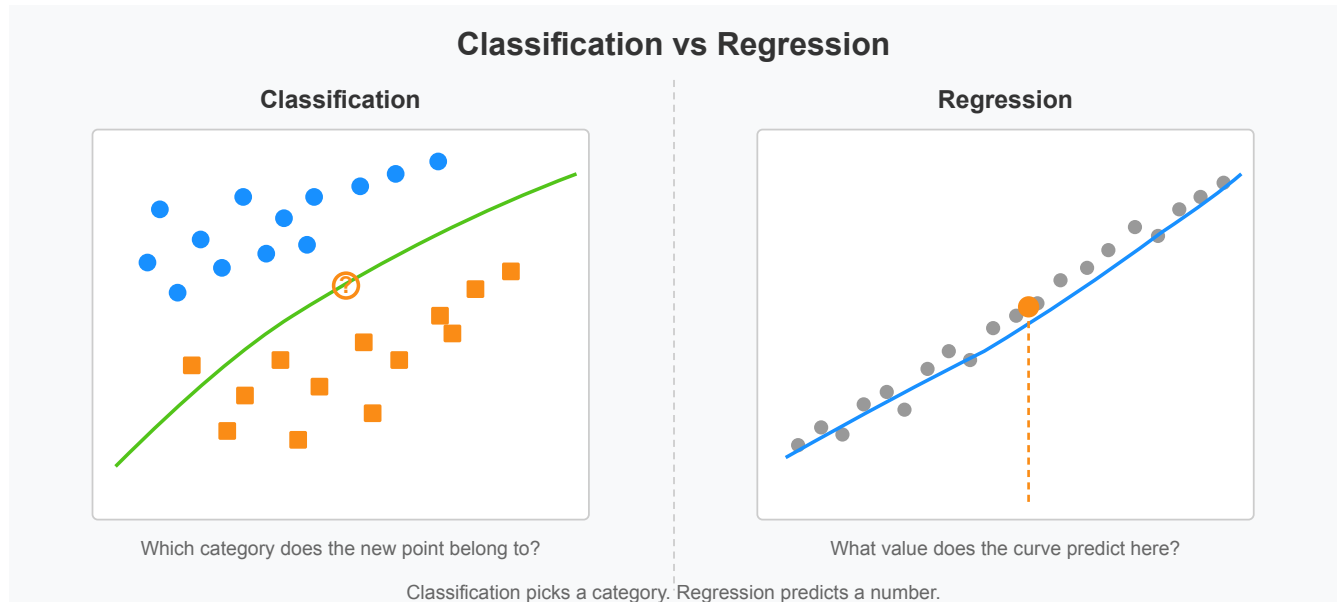 Classification vs Regression
Classification
Regression
?
Which category does the new point belong to?
What value does the curve predict here?
Classification picks a category. Regression predicts a number.